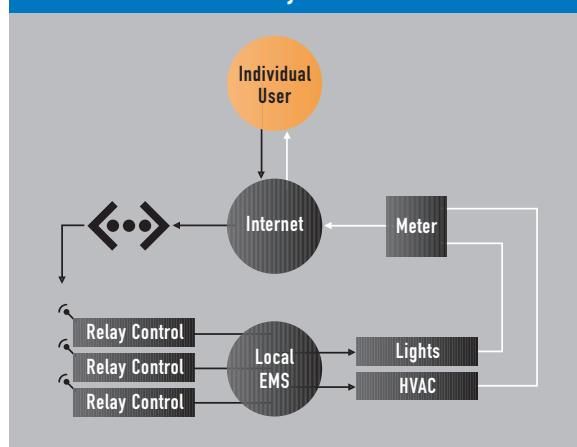 Individual
User
Internet
Meter
Relay Control
Relay Control
Relay Control
Local
EMS
Lights
HVAC